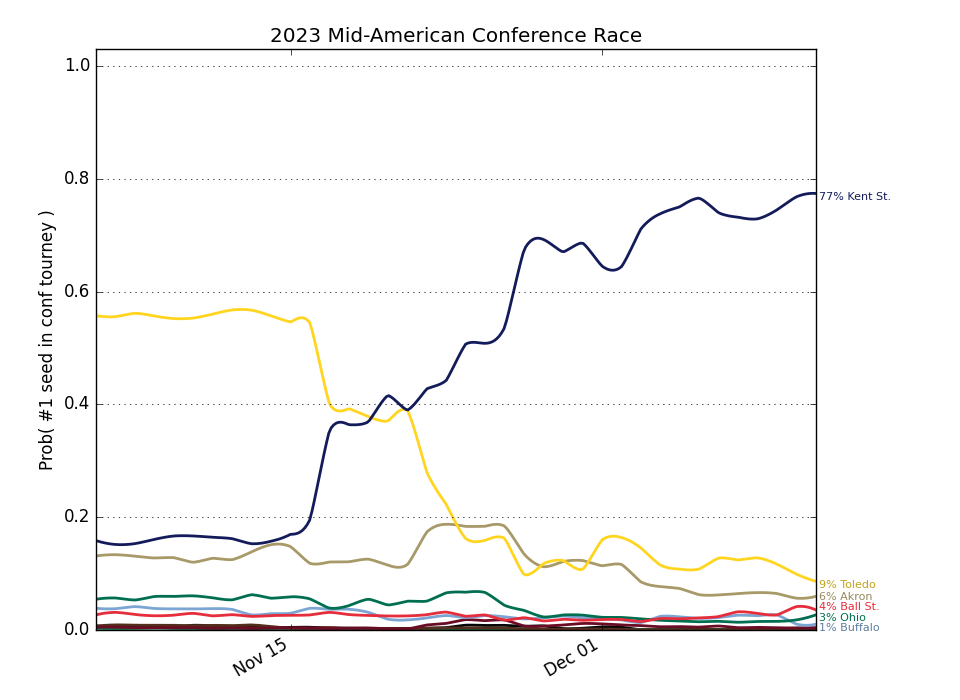 2023 Mid-American Conference Race
Prob( #1 seed in conf tourney )
1.0
0.8
0.6
0.4
0.2
0.0
Nov 15
Dec 01
77% Kent St.
9% Toledo
6% Akron
4% Ball St.
3% Ohio
1% Buffalo